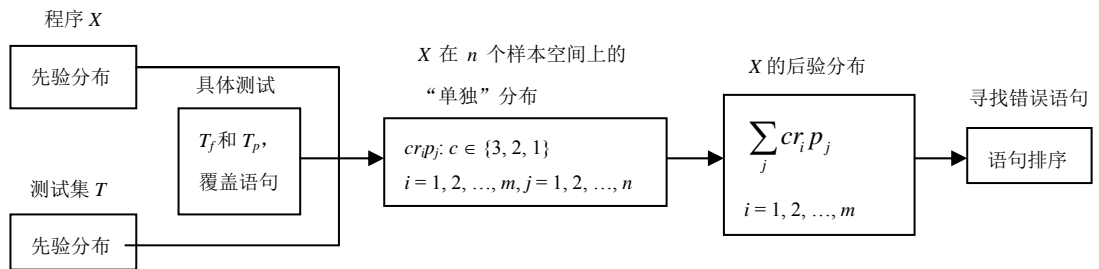 程序 X
先验分布
具体测试
T_f 和 T_p，
覆盖语句
测试集 T
先验分布
X 在 n 个样本空间上的
“单独”分布
cr_ip_j: c ∈ {3, 2, 1}
i = 1, 2, …, m, j = 1, 2, …, n
X 的后验分布
∑_j cr_i p_j
i = 1, 2, …, m
寻找错误语句
语句排序